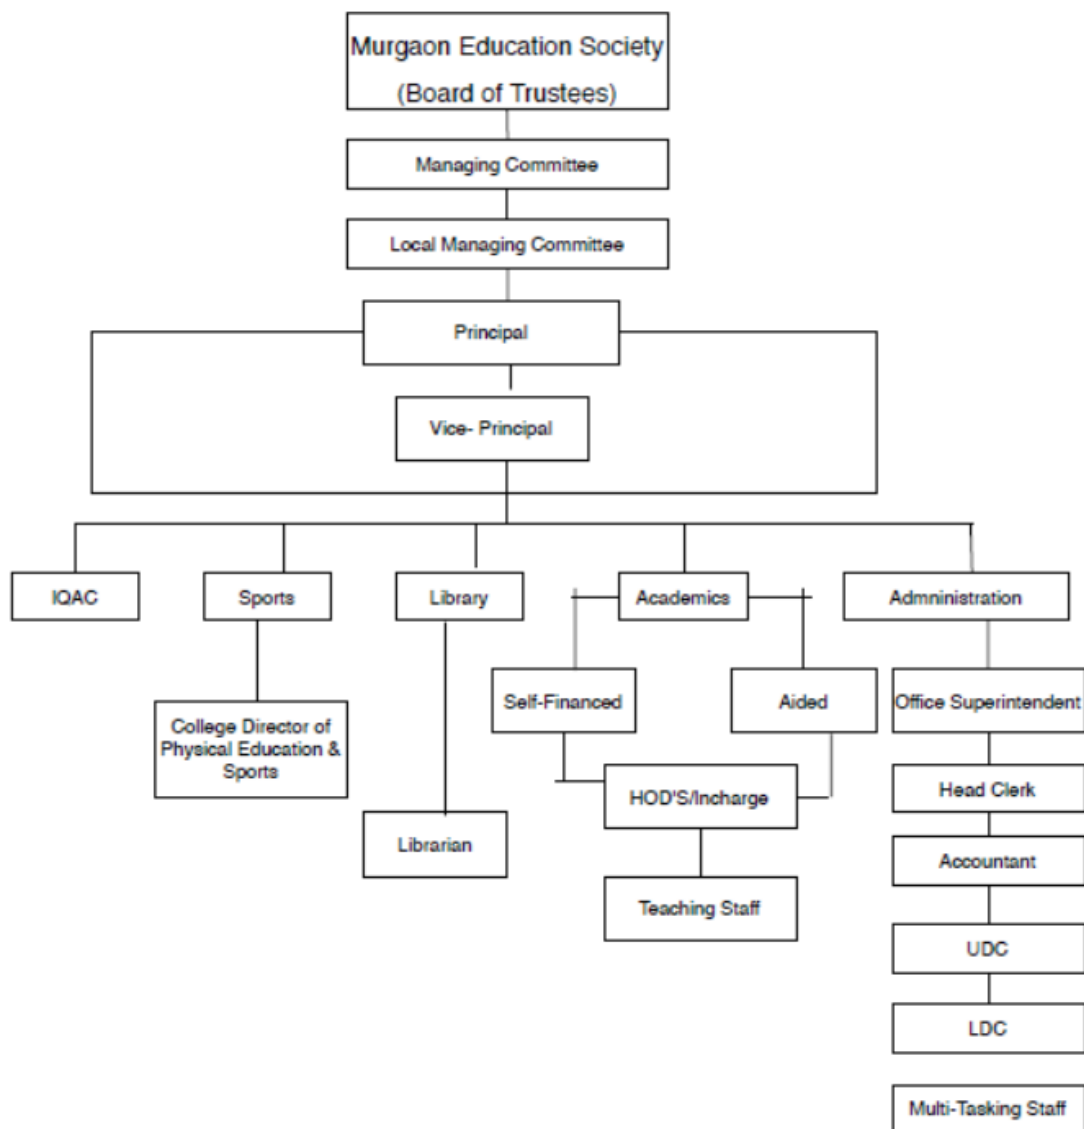 Murgaon Education Society
(Board of Trustees)
Managing Committee
Local Managing Committee
Principal
Vice- Principal
IQAC
Sports
Library
Academics
Admninistration
Self-Financed
Aided
Office Superintendent
College Director of
Physical Education &
Sports
HOD'S/Incharge
Head Clerk
Librarian
Accountant
Teaching Staff
UDC
LDC
Multi-Tasking Staff